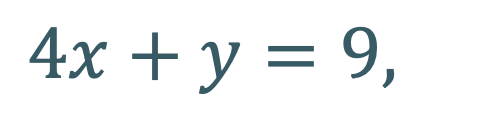 4x + y = 9,